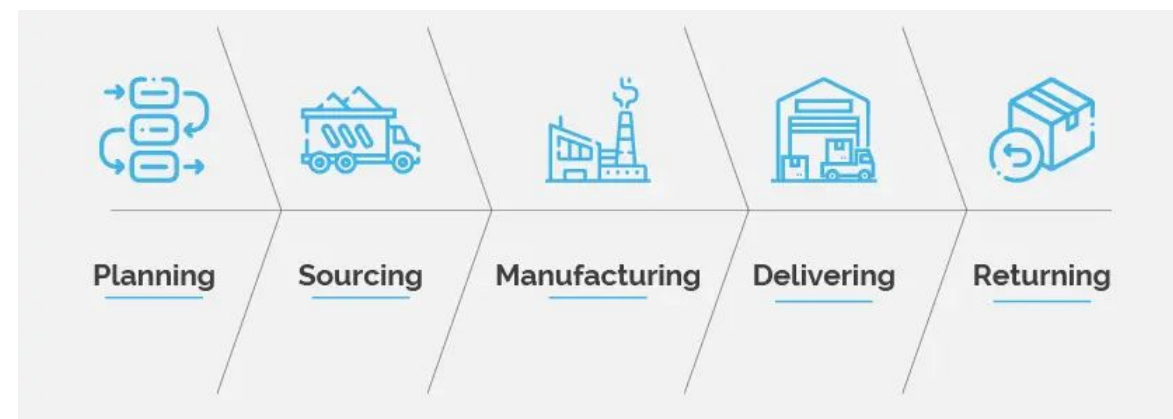 Planning
Sourcing
Manufacturing
Delivering
Returning